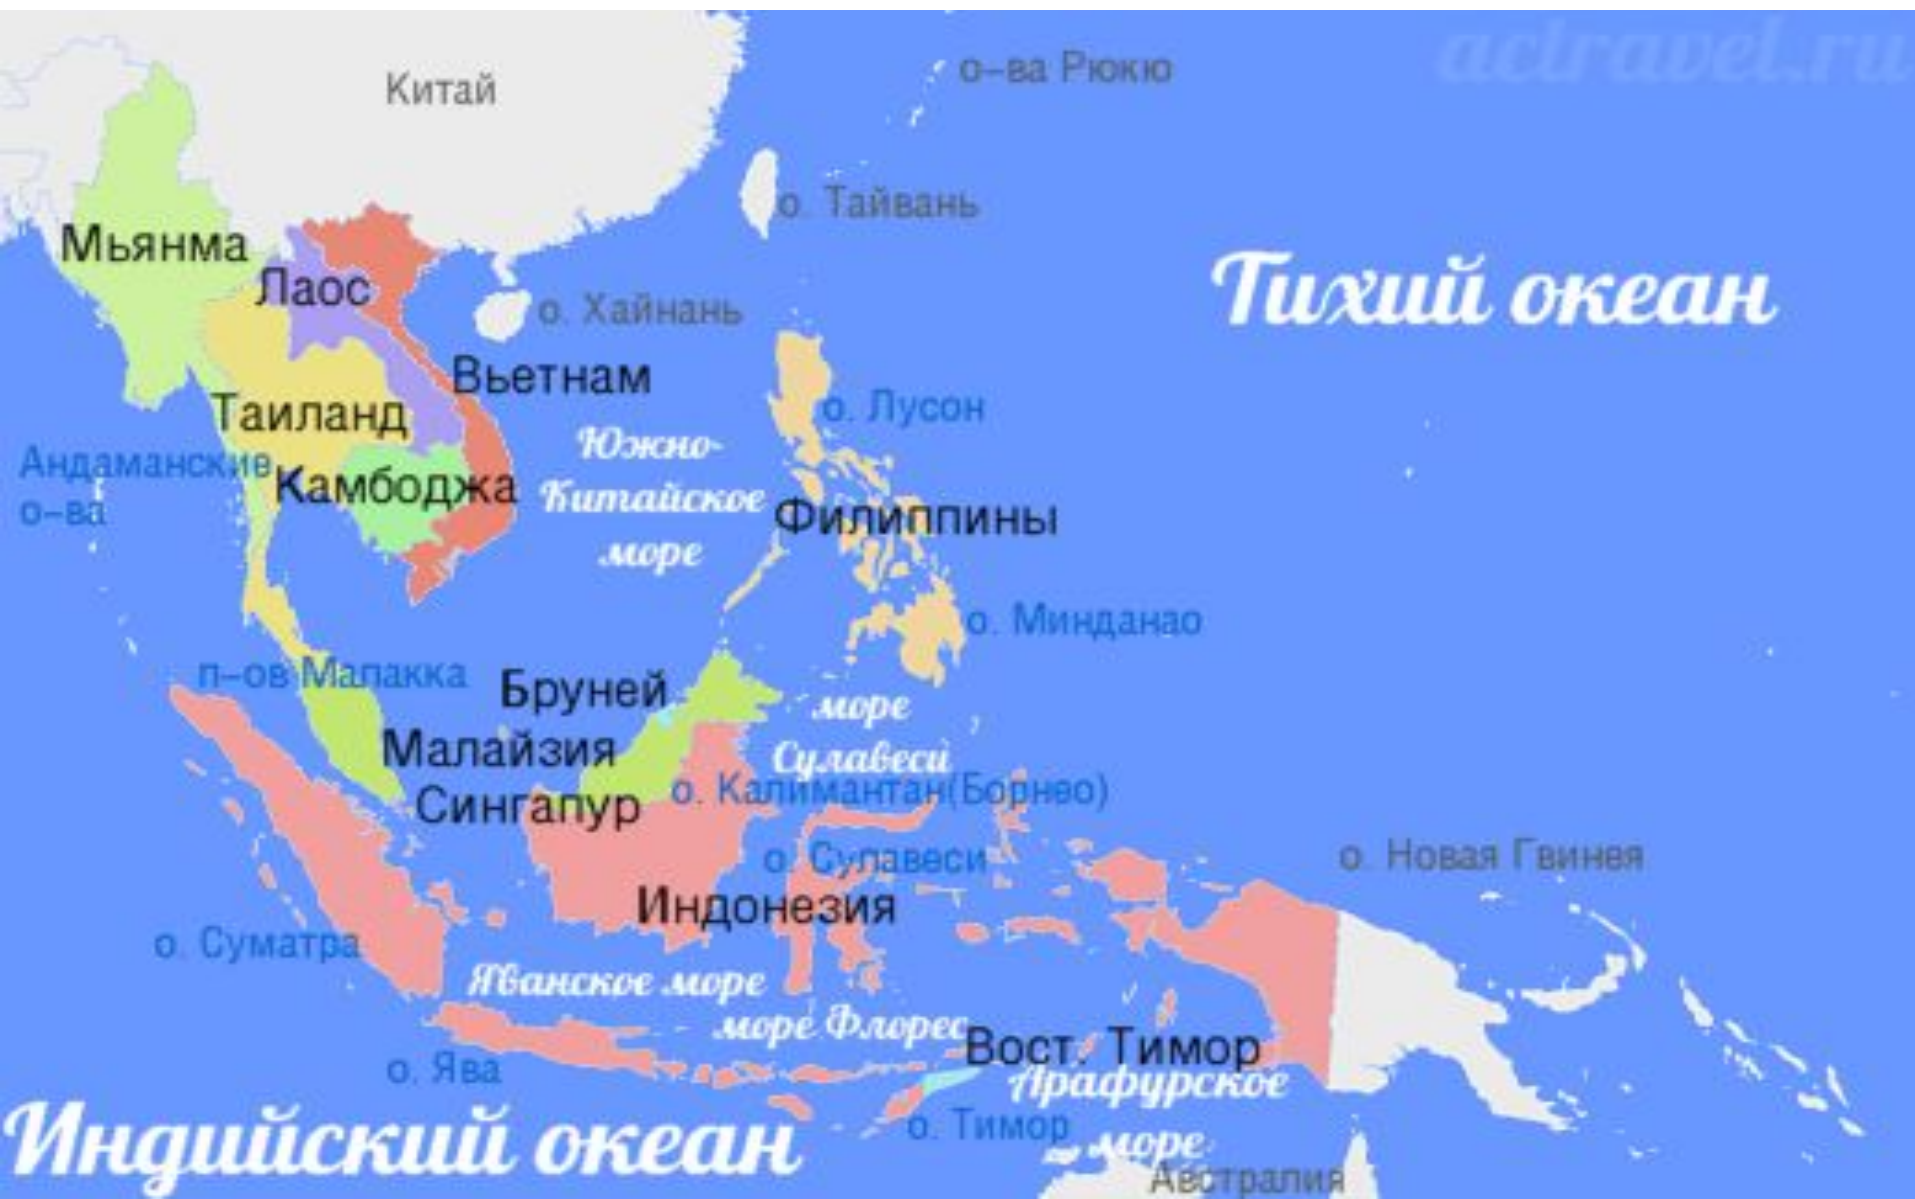 actravel.ru
о-ва Рюкю
Китай
о. Тайвань
Мьянма
Лаос
Тихий океан
о. Хайнань
Вьетнам
Таиланд
о. Лусон
Южно-
Китайское
море
Андаманские
о-ва
Камбоджа
Филиппины
о. Минданао
п-ов Малакка
Бруней
море
Сулавеси
Малайзия
Сингапур
о. Калимантан(Борнео)
о. Сулавеси
о. Новая Гвинея
Индонезия
о. Суматра
Яванское море
море Флорес
Вост. Тимор
о. Ява
Арафурское
море
о. Тимор
Индийский океан
Австралия